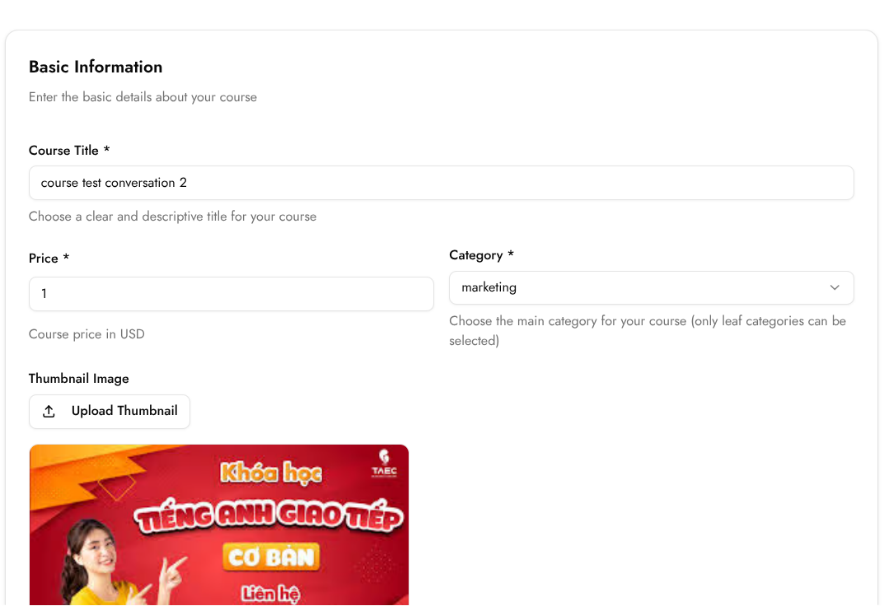 Basic Information
Enter the basic details about your course
Course Title *
course test conversation 2
Choose a clear and descriptive title for your course
Price *
1
Course price in USD
Category *
marketing
Choose the main category for your course (only leaf categories can be
selected)
Thumbnail Image
Upload Thumbnail
Khóa học
TAEC
TIẾNG ANH GIAO TIẾP
CƠ BẢN
Liên hệ